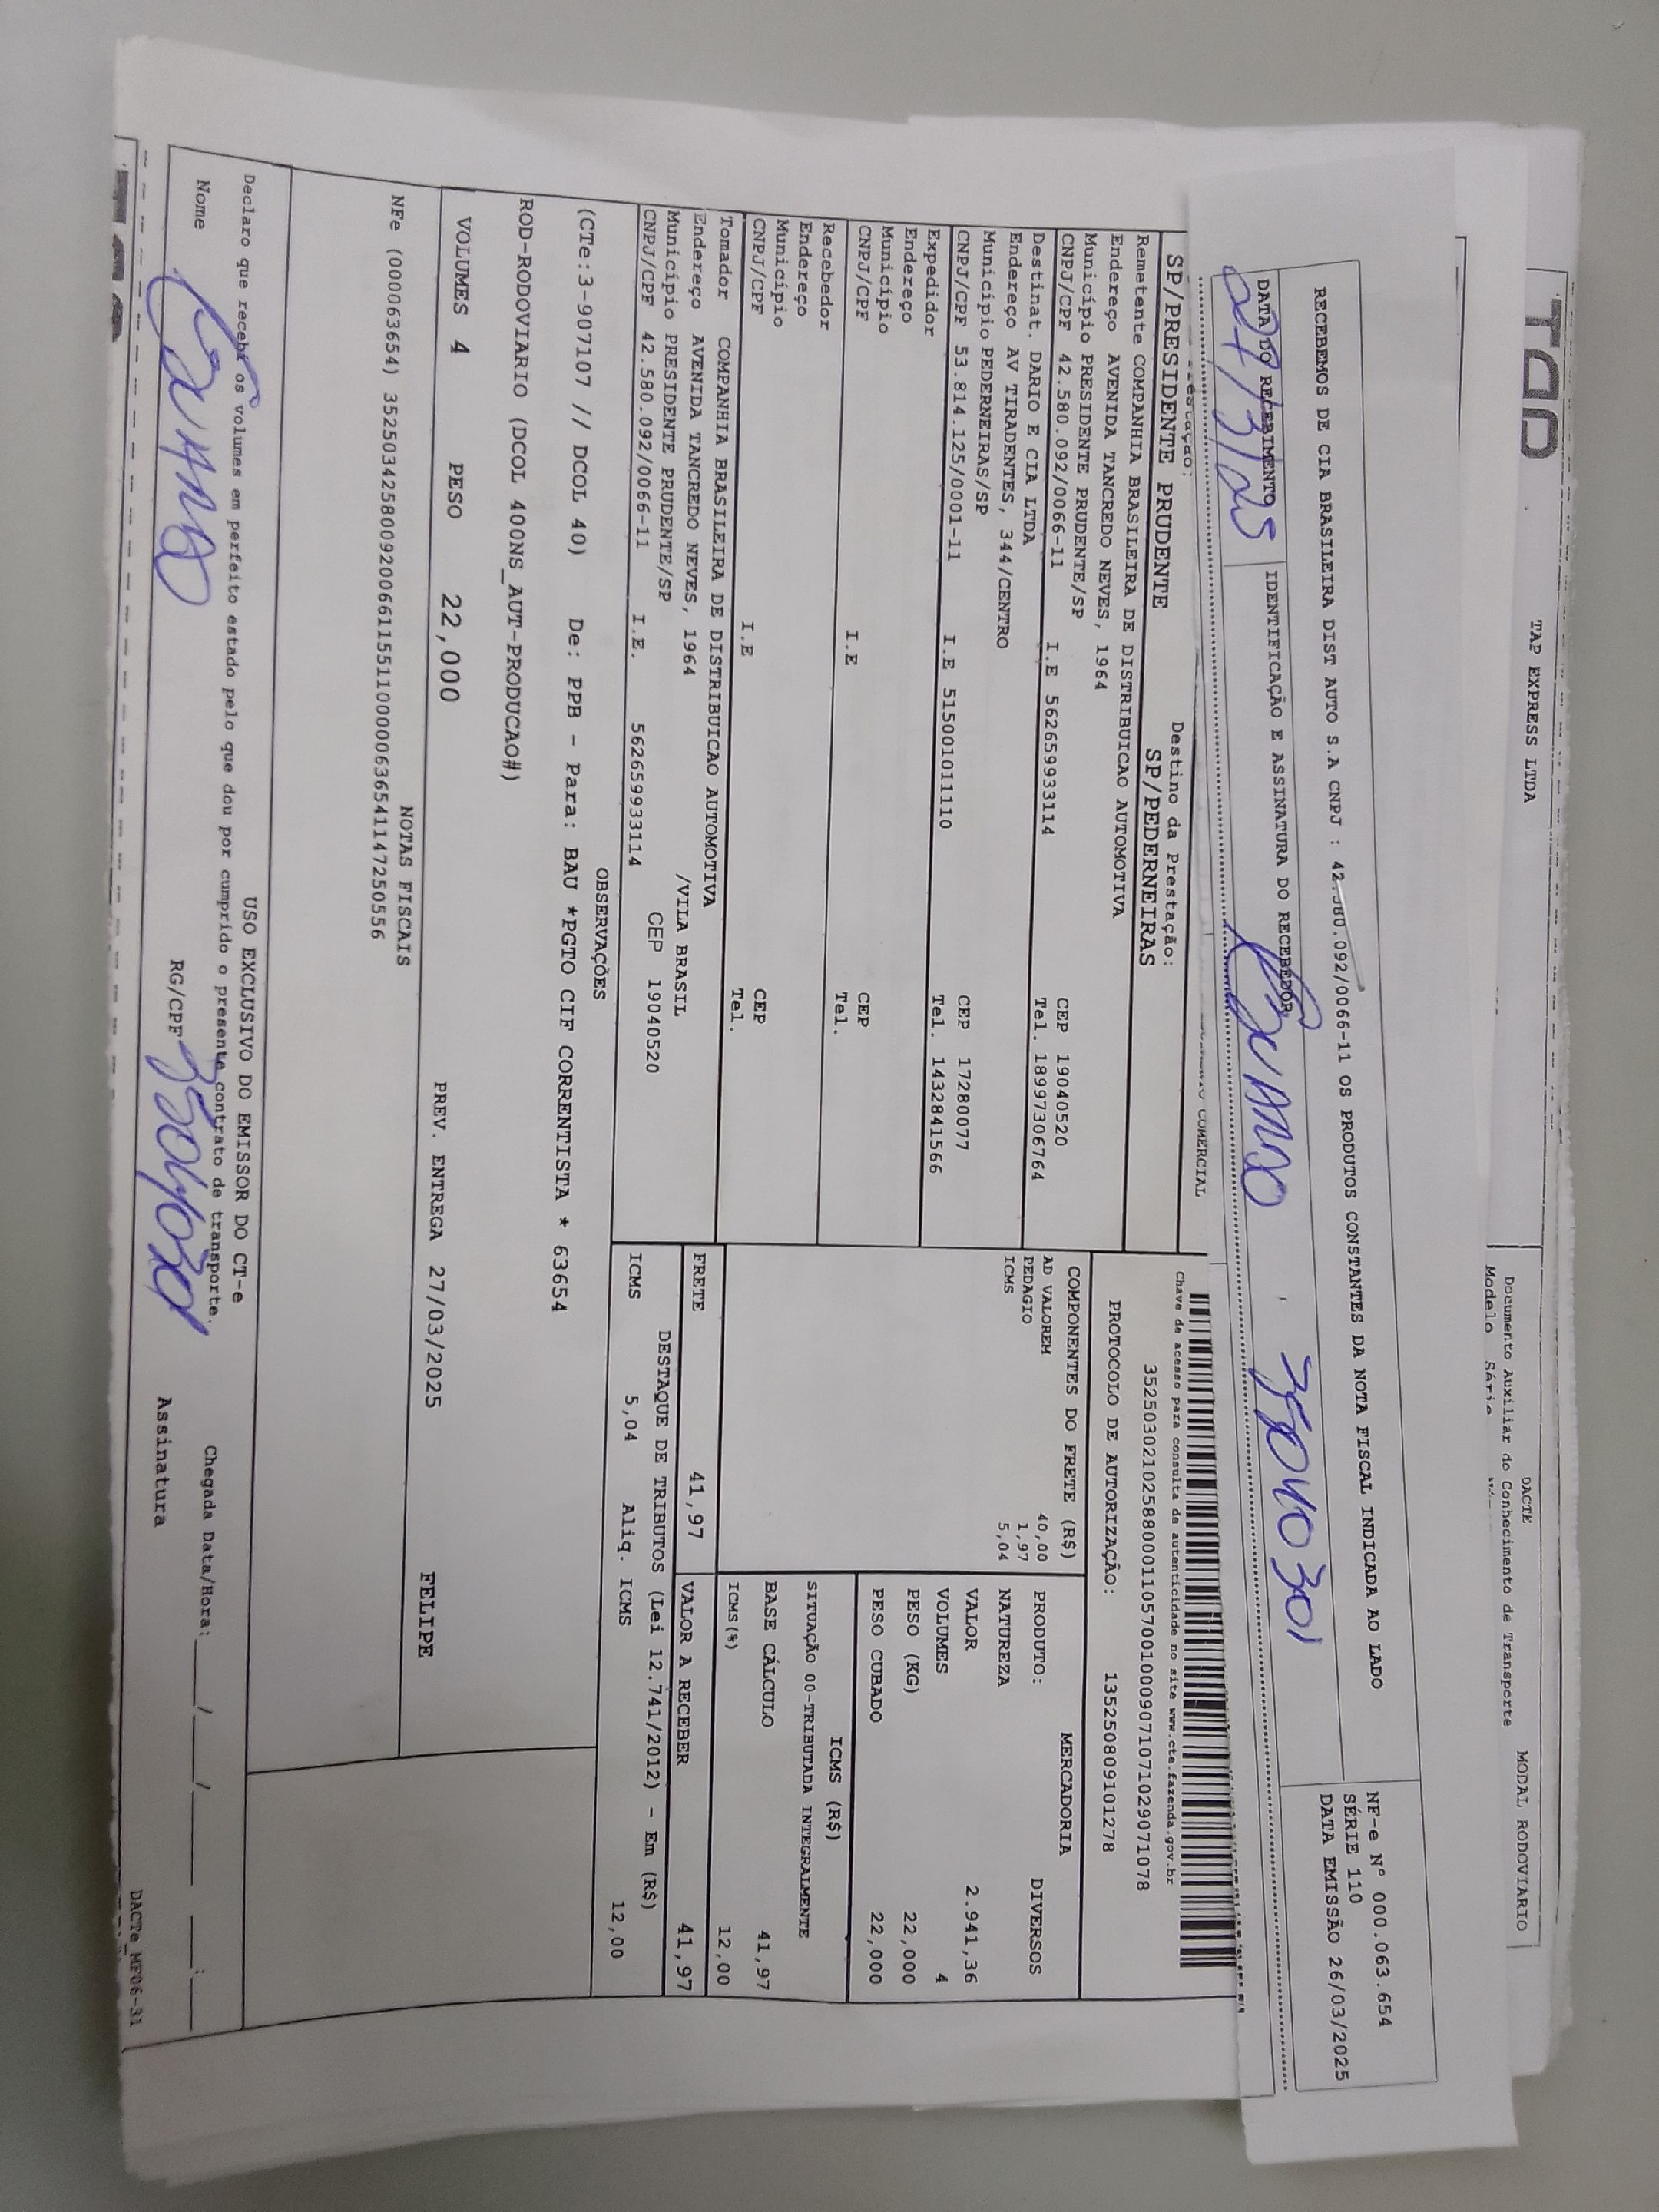 TAP EXPRESS LTDA
DACTE
Documento Auxiliar do Conhecimento de Transporte
Modelo Série
MODAL RODOVIARIO
RECEBEMOS DE CIA BRASILEIRA DIST AUTO S.A CNPJ : 42.580.092/0066-11 OS PRODUTOS CONSTANTES DA NOTA FISCAL INDICADA AO LADO
NF-e Nº 000.063.654
SÉRIE 110
DATA EMISSÃO 26/03/2025
DATA DO RECEBIMENTO
IDENTIFICAÇÃO E ASSINATURA DO RECEBEDOR
COMERCIAL
SP/PRESIDENTE PRUDENTE
Destino da Prestação:
SP/PEDERNEIRAS
Chave de acesso para consulta de autenticidade no site www.cte.fazenda.gov.br
35250302102588000110570010009071071029071078
PROTOCOLO DE AUTORIZAÇÃO: 135250809101278
Remetente COMPANHIA BRASILEIRA DE DISTRIBUICAO AUTOMOTIVA
Endereço AVENIDA TANCREDO NEVES, 1964
Município PRESIDENTE PRUDENTE/SP CEP 19040520
CNPJ/CPF 42.580.092/0066-11 I.E 562659933114 Tel. 18997306764
Destinat. DARIO E CIA LTDA
Endereço AV TIRADENTES, 344/CENTRO
Município PEDERNEIRAS/SP CEP 17280077
CNPJ/CPF 53.814.125/0001-11 I.E 515001011110 Tel. 1432841566
Expedidor
Endereço
Município CEP
CNPJ/CPF I.E Tel.
Recebedor
Endereço
Município CEP
CNPJ/CPF I.E Tel.
Tomador COMPANHIA BRASILEIRA DE DISTRIBUICAO AUTOMOTIVA
Endereço AVENIDA TANCREDO NEVES, 1964 /VILA BRASIL
Município PRESIDENTE PRUDENTE/SP CEP 19040520
CNPJ/CPF 42.580.092/0066-11 I.E. 562659933114
COMPONENTES DO FRETE (R$)
AD VALOREM 40,00
PEDAGIO 1,97
ICMS 5,04
MERCADORIA
PRODUTO: DIVERSOS
NATUREZA
VALOR 2.941,36
VOLUMES 4
PESO (KG) 22,000
PESO CUBADO 22,000
ICMS (R$)
SITUAÇÃO 00-TRIBUTADA INTEGRALMENTE
BASE CÁLCULO 41,97
ICMS(%) 12,00
FRETE 41,97
VALOR A RECEBER 41,97
DESTAQUE DE TRIBUTOS (Lei 12.741/2012) - Em (R$)
ICMS 5,04 Aliq. ICMS 12,00
OBSERVAÇÕES
(CTe:3-907107 // DCOL 40) De: PPB - Para: BAU *PGTO CIF CORRENTISTA * 63654
ROD-RODOVIARIO (DCOL 400NS_AUT-PRODUCAO#)
VOLUMES 4 PESO 22,000 PREV. ENTREGA 27/03/2025 FELIPE
NOTAS FISCAIS
NFe (000063654) 35250342580092006611551100000636541147250556
USO EXCLUSIVO DO EMISSOR DO CT-e
Declaro que recebi os volumes em perfeito estado pelo que dou por cumprido o presente contrato de transporte.
Chegada Data/Hora:____/____/______ ___:___
Nome
RG/CPF
Assinatura
DACTe_MF06-31